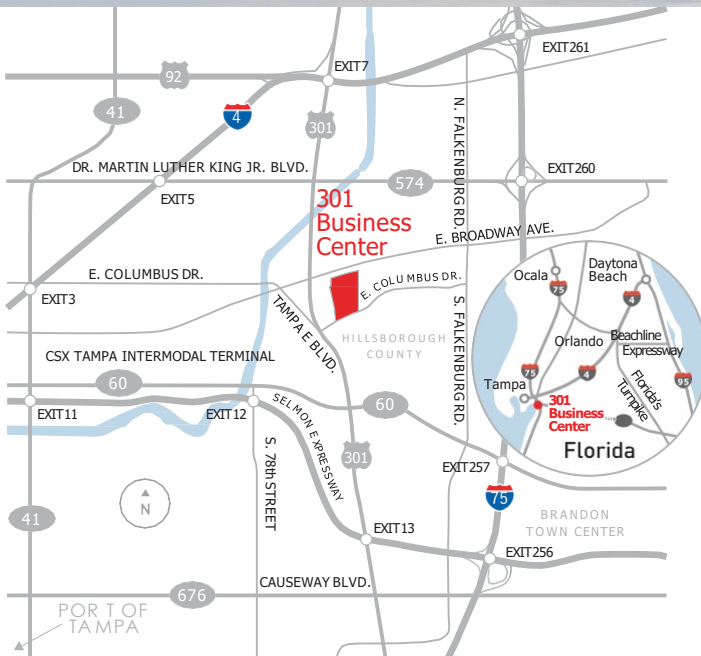 EXIT261
EXIT7
92
41
4
301
N. FALKENBURG RD.
DR. MARTIN LUTHER KING JR. BLVD.
574
EXIT260
EXIT5
301
Business
Center
E. BROADWAY AVE.
E. COLUMBUS DR.
E. COLUMBUS DR.
EXIT3
TAMPA E BLVD.
HILLSBOROUGH
COUNTY
S. FALKENBURG RD.
CSX TAMPA INTERMODAL TERMINAL
60
60
EXIT11
EXIT12
SELMON EXPRESSWAY
S. 78th STREET
301
EXIT257
75
41
N
EXIT13
BRANDON
TOWN CENTER
EXIT256
CAUSEWAY BLVD.
676
PORT OF
TAMPA
Ocala
Daytona
Beach
75
4
Orlando
Beachline
Expressway
75
4
95
Florida's
Turnpike
Tampa
301
Business
Center
Florida